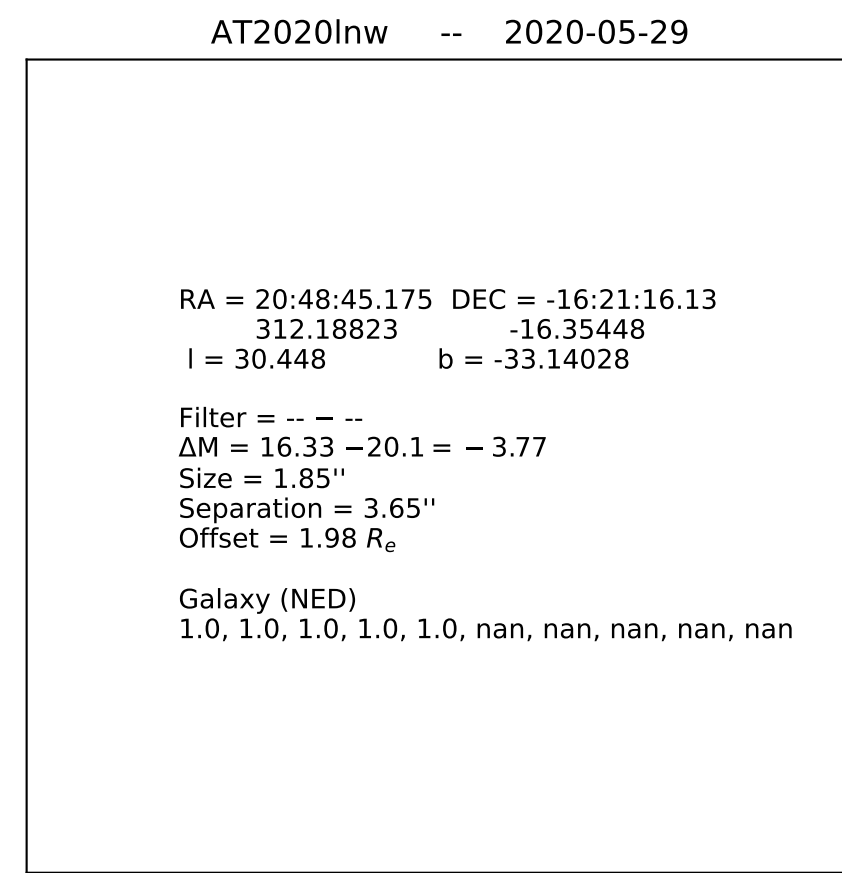 AT2020lnw -- 2020-05-29
RA = 20:48:45.175 DEC = -16:21:16.13
312.18823 -16.35448
l = 30.448 b = -33.14028
Filter = -- − --
ΔM = 16.33 −20.1 = − 3.77
Size = 1.85''
Separation = 3.65''
Offset = 1.98 Rₑ
Galaxy (NED)
1.0, 1.0, 1.0, 1.0, 1.0, nan, nan, nan, nan, nan